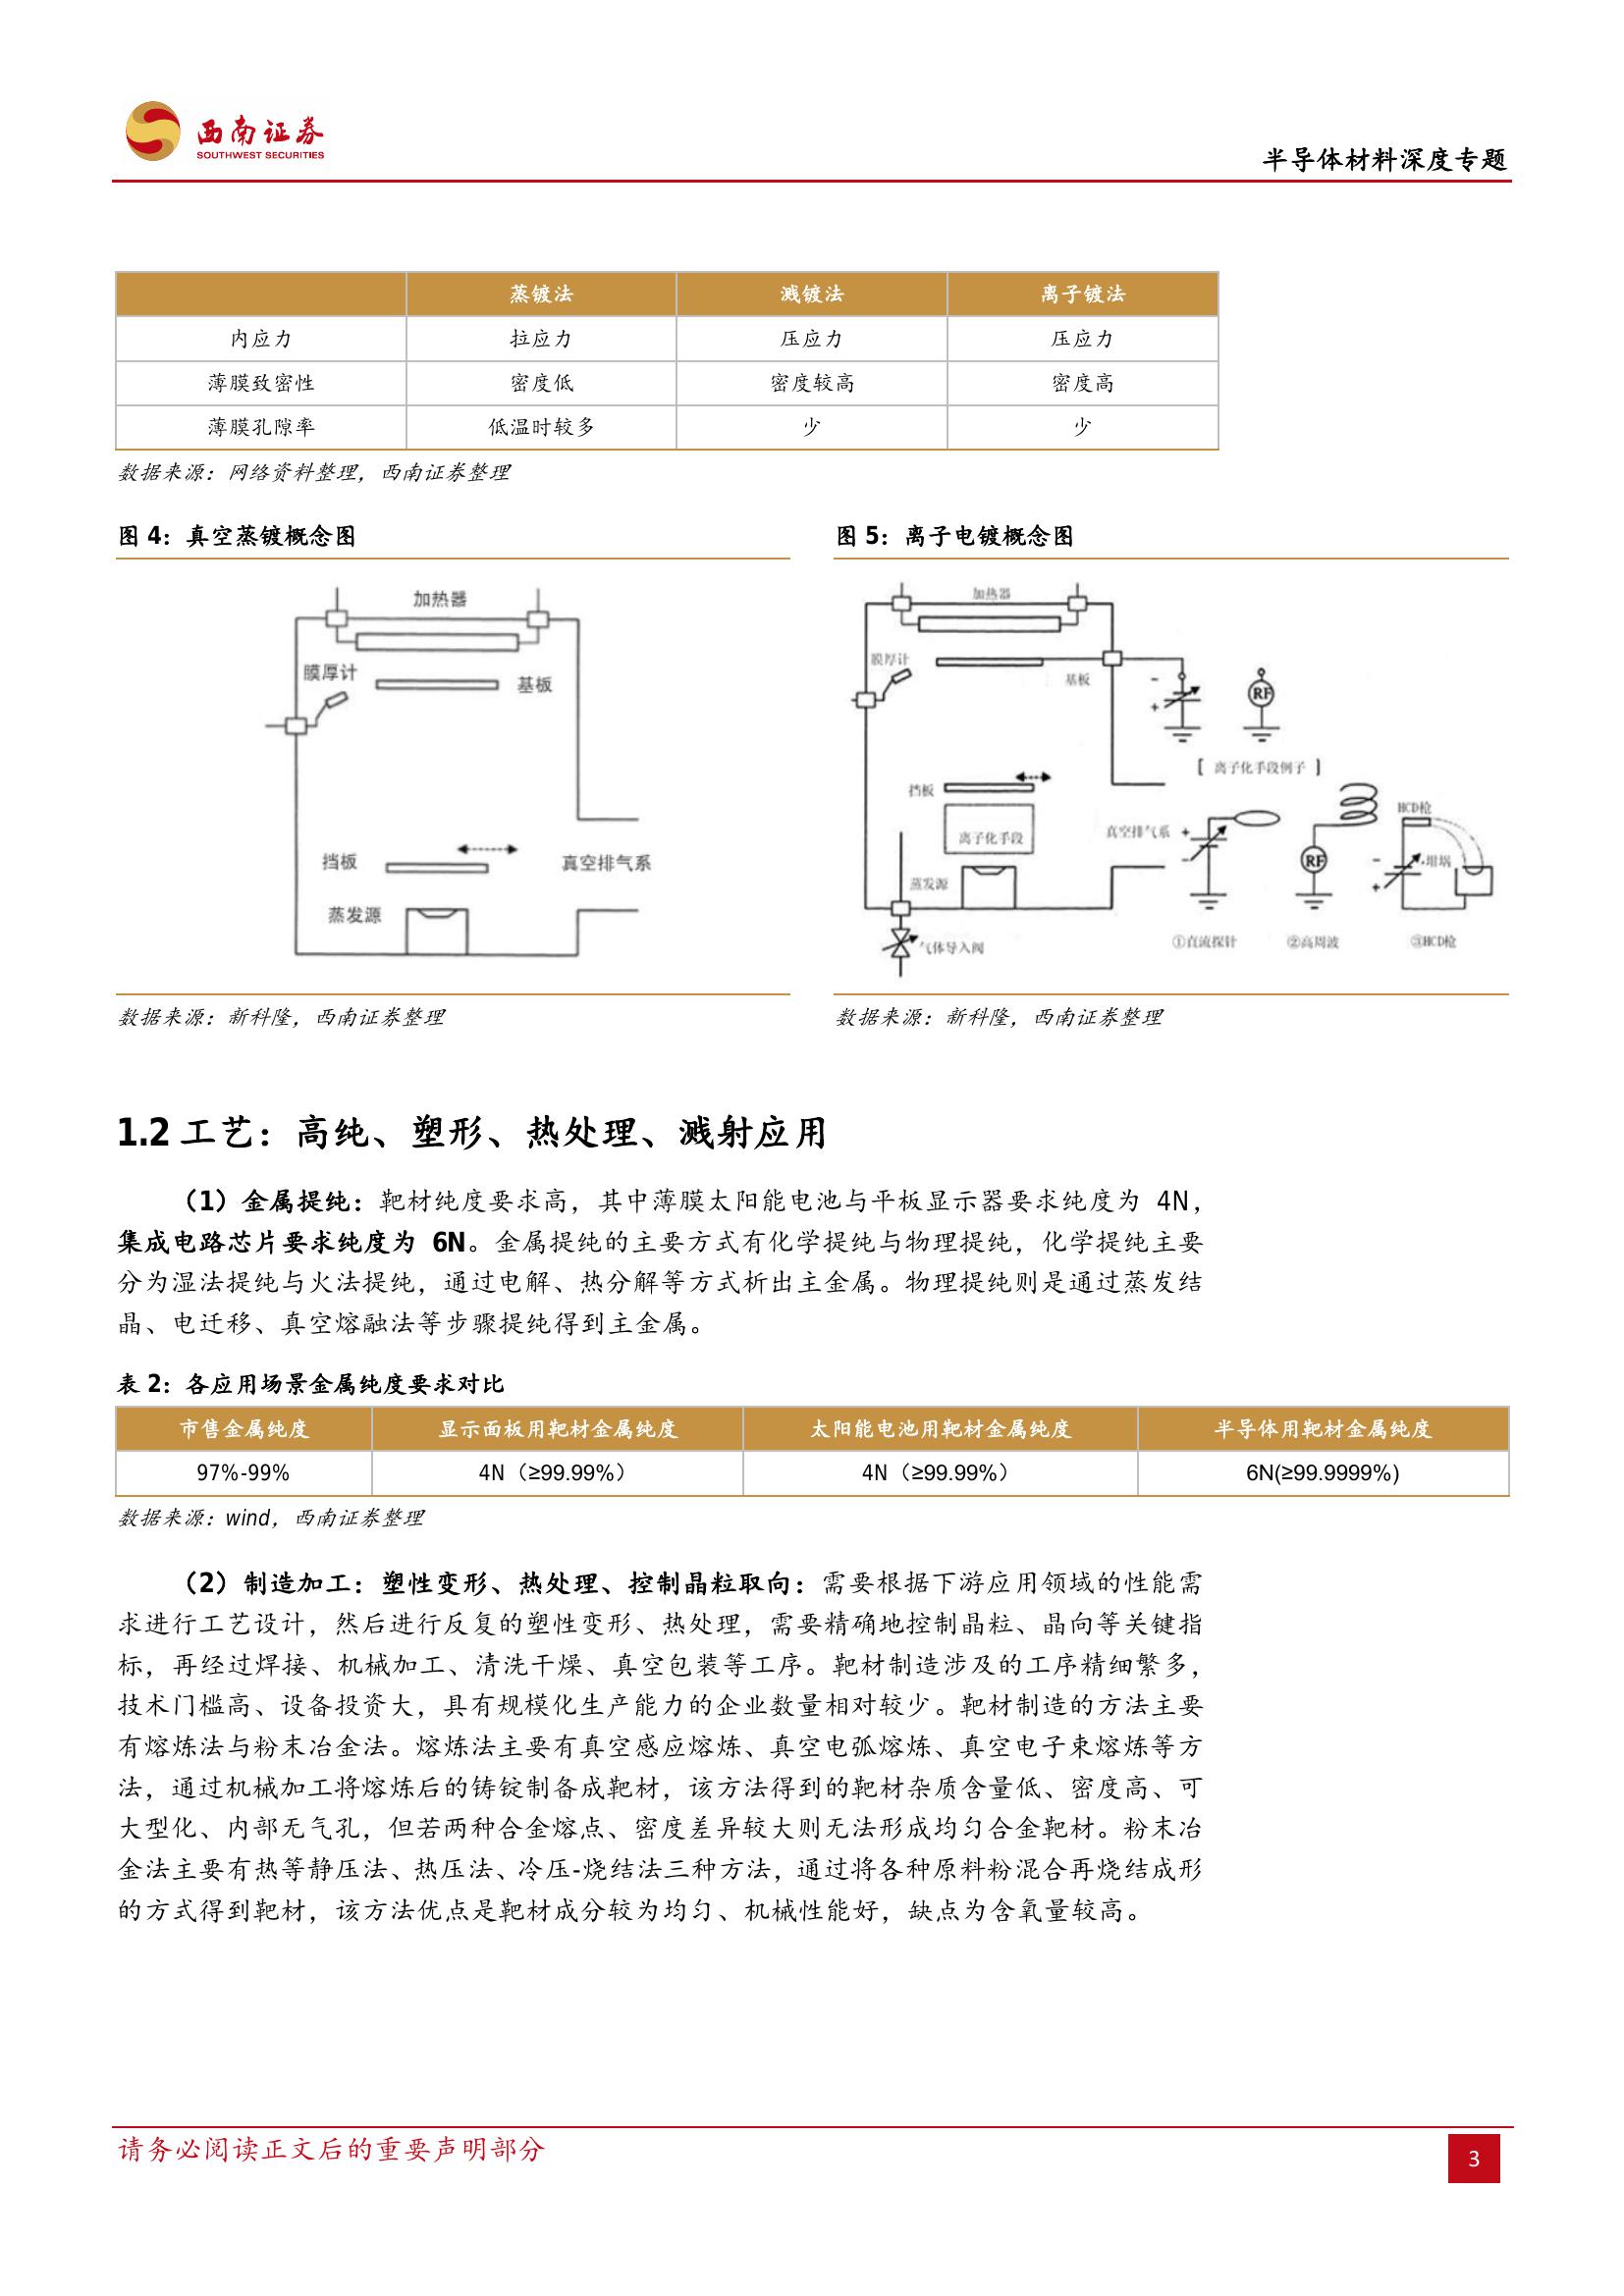 西南证券
SOUTHWEST SECURITIES
半导体材料深度专题
蒸镀法 溅镀法 离子镀法
内应力 拉应力 压应力 压应力
薄膜致密性 密度低 密度较高 密度高
薄膜孔隙率 低温时较多 少 少
数据来源：网络资料整理，西南证券整理
图 4：真空蒸镀概念图
加热器
膜厚计
基板
挡板
真空排气系
蒸发源
数据来源：新科隆，西南证券整理
图 5：离子电镀概念图
加热器
膜厚计
基板
-
+
RF
[ 离子化手段例子 ]
挡板
离子化手段
真空排气系
+
-
RF
HCD枪
-
+
坩埚
蒸发源
气体导入阀
①直流探针
②高周波
③HCD枪
数据来源：新科隆，西南证券整理
1.2 工艺：高纯、塑形、热处理、溅射应用
（1）金属提纯：靶材纯度要求高，其中薄膜太阳能电池与平板显示器要求纯度为 4N，
集成电路芯片要求纯度为 6N。金属提纯的主要方式有化学提纯与物理提纯，化学提纯主要
分为湿法提纯与火法提纯，通过电解、热分解等方式析出主金属。物理提纯则是通过蒸发结
晶、电迁移、真空熔融法等步骤提纯得到主金属。
表 2：各应用场景金属纯度要求对比
市售金属纯度 显示面板用靶材金属纯度 太阳能电池用靶材金属纯度 半导体用靶材金属纯度
97%-99% 4N（≥99.99%） 4N（≥99.99%） 6N(≥99.9999%)
数据来源：wind，西南证券整理
（2）制造加工：塑性变形、热处理、控制晶粒取向：需要根据下游应用领域的性能需
求进行工艺设计，然后进行反复的塑性变形、热处理，需要精确地控制晶粒、晶向等关键指
标，再经过焊接、机械加工、清洗干燥、真空包装等工序。靶材制造涉及的工序精细繁多，
技术门槛高、设备投资大，具有规模化生产能力的企业数量相对较少。靶材制造的方法主要
有熔炼法与粉末冶金法。熔炼法主要有真空感应熔炼、真空电弧熔炼、真空电子束熔炼等方
法，通过机械加工将熔炼后的铸锭制备成靶材，该方法得到的靶材杂质含量低、密度高、可
大型化、内部无气孔，但若两种合金熔点、密度差异较大则无法形成均匀合金靶材。粉末冶
金法主要有热等静压法、热压法、冷压-烧结法三种方法，通过将各种原料粉混合再烧结成形
的方式得到靶材，该方法优点是靶材成分较为均匀、机械性能好，缺点为含氧量较高。
请务必阅读正文后的重要声明部分
3